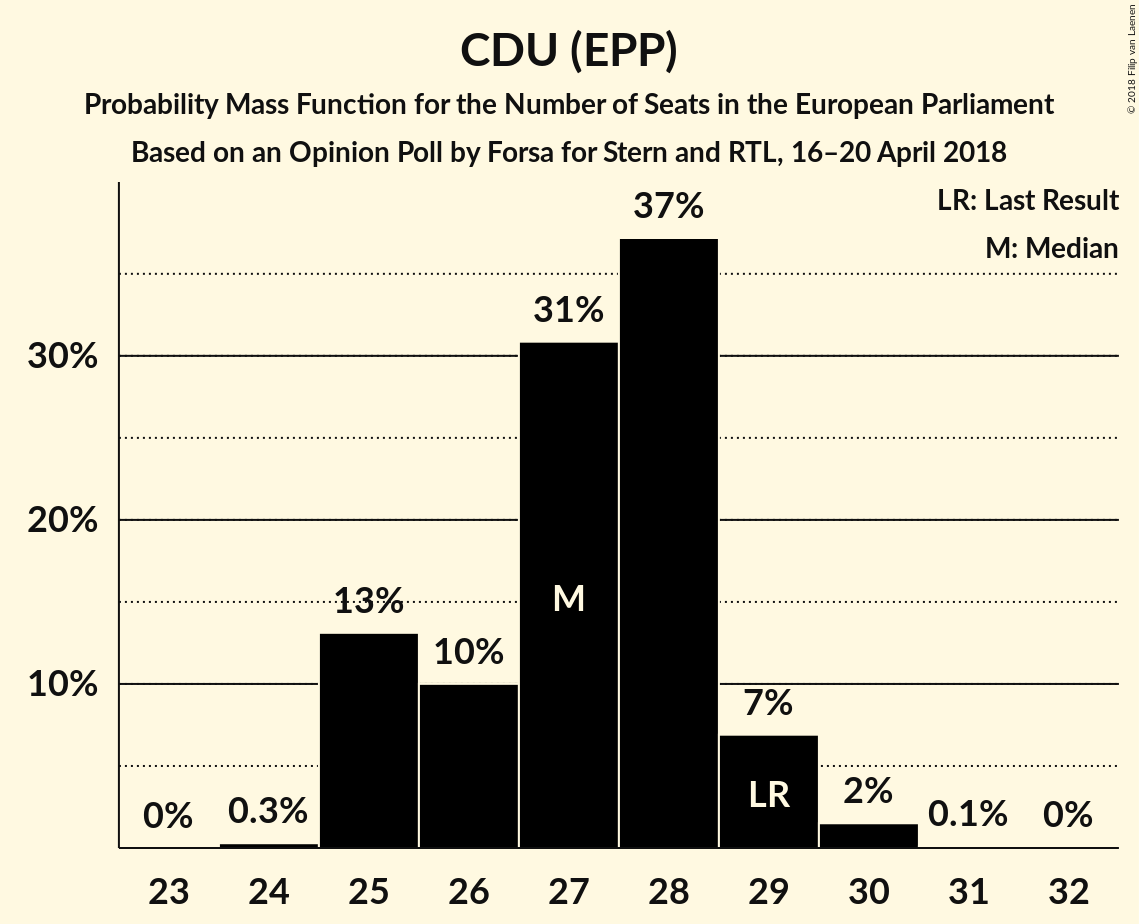 CDU (EPP)
Probability Mass Function for the Number of Seats in the European Parliament
Based on an Opinion Poll by Forsa for Stern and RTL, 16–20 April 2018
© 2018 Filip van Laenen
LR: Last Result
M: Median
37%
31%
30%
20%
M
13%
10%
10%
7%
LR
2%
0%
0.3%
0.1%
0%
23 24 25 26 27 28 29 30 31 32